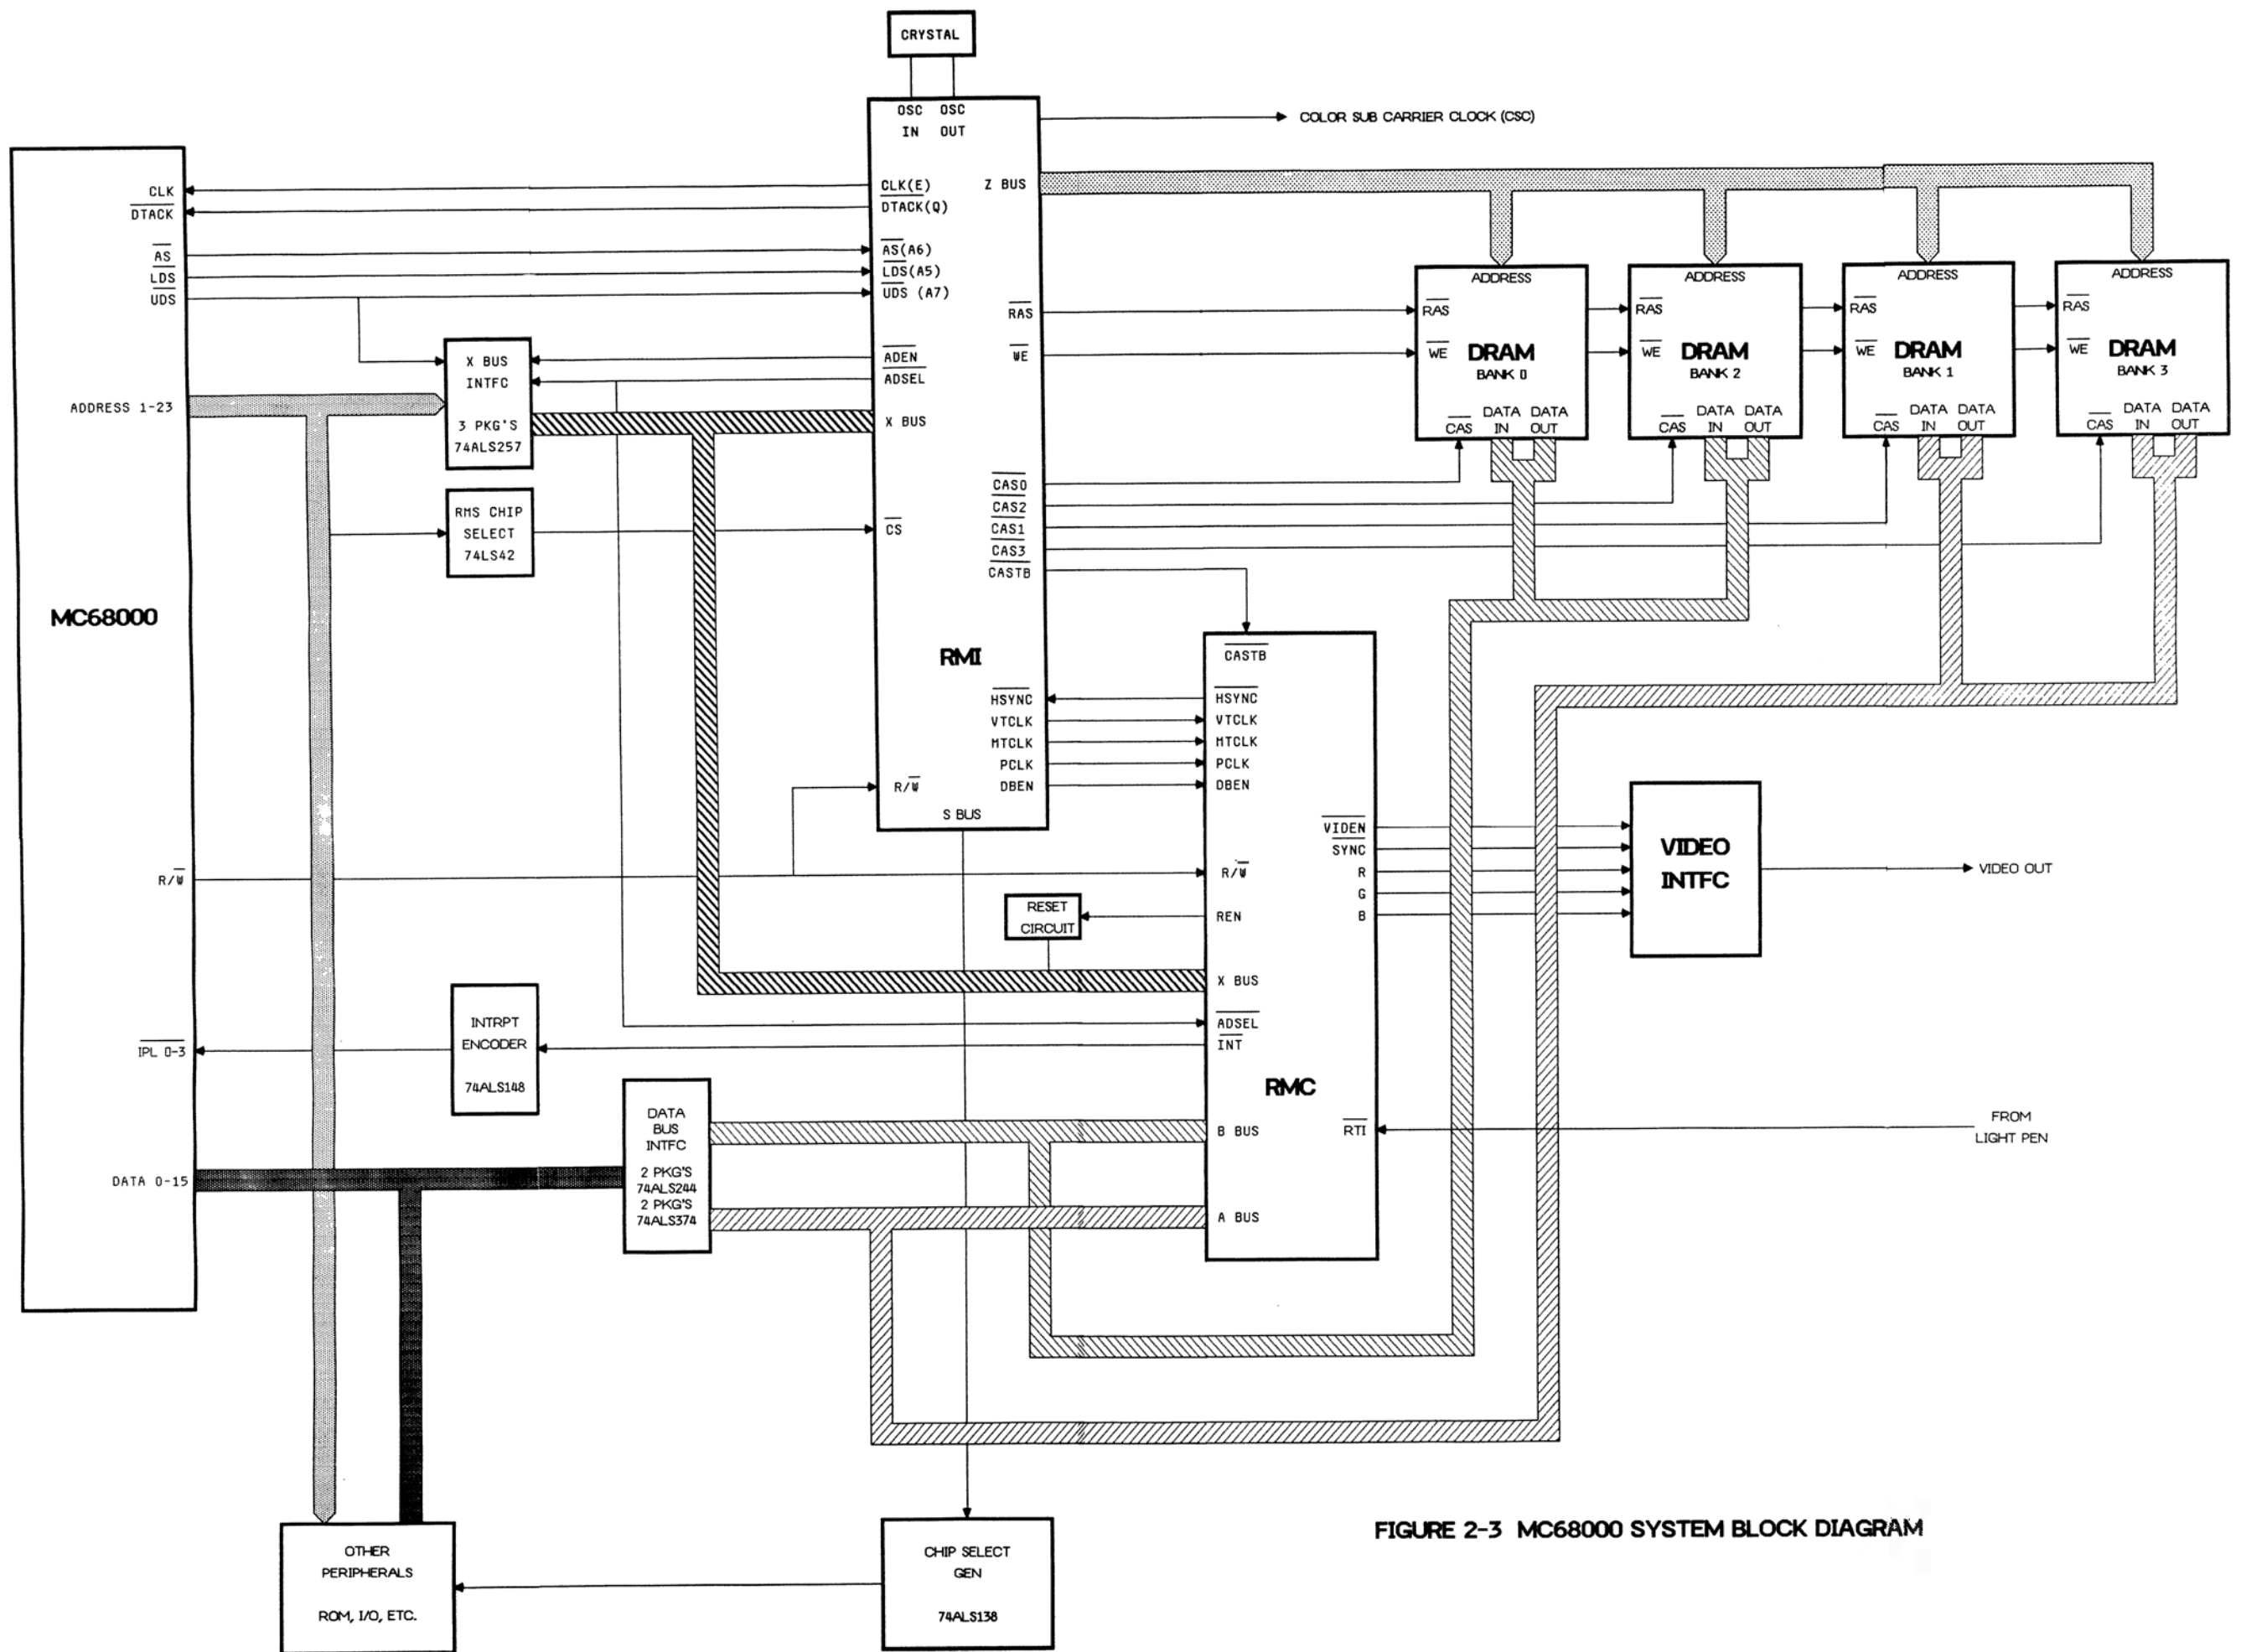 CRYSTAL
OSC OSC
IN OUT
COLOR SUB CARRIER CLOCK (CSC)
CLK
DTACK
AS
LDS
UDS
ADDRESS 1-23
MC68000
R/W
IPL 0-3
DATA 0-15
CLK(E)
DTACK(Q)
AS(A6)
LDS(A5)
UDS (A7)
ADEN
ADSEL
X BUS
CS
R/W
Z BUS
RAS
WE
CAS0
CAS2
CAS1
CAS3
CASTB
RMI
HSYNC
VTCLK
MTCLK
PCLK
DBEN
S BUS
X BUS
INTFC
3 PKG'S
74ALS257
RMS CHIP
SELECT
74LS42
ADDRESS
RAS
WE
DRAM
BANK 0
DATA DATA
CAS IN OUT
ADDRESS
RAS
WE
DRAM
BANK 2
DATA DATA
CAS IN OUT
ADDRESS
RAS
WE
DRAM
BANK 1
DATA DATA
CAS IN OUT
ADDRESS
RAS
WE
DRAM
BANK 3
DATA DATA
CAS IN OUT
CASTB
HSYNC
VTCLK
MTCLK
PCLK
DBEN
VIDEN
SYNC
R
G
B
R/W
REN
X BUS
ADSEL
INT
RMC
B BUS
RTI
A BUS
VIDEO
INTFC
VIDEO OUT
RESET
CIRCUIT
INTRPT
ENCODER
74ALS148
DATA
BUS
INTFC
2 PKG'S
74ALS244
2 PKG'S
74ALS374
FROM
LIGHT PEN
OTHER
PERIPHERALS
ROM, I/O, ETC.
CHIP SELECT
GEN
74ALS138
FIGURE 2-3 MC68000 SYSTEM BLOCK DIAGRAM